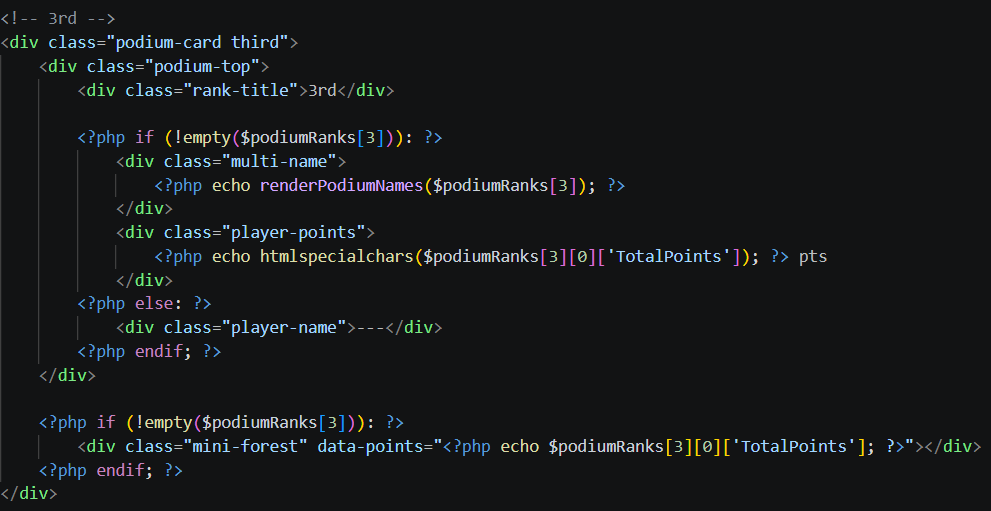 <!-- 3rd -->
<div class="podium-card third">
    <div class="podium-top">
        <div class="rank-title">3rd</div>

        <?php if (!empty($podiumRanks[3])): ?>
            <div class="multi-name">
                <?php echo renderPodiumNames($podiumRanks[3]); ?>
            </div>
            <div class="player-points">
                <?php echo htmlspecialchars($podiumRanks[3][0]['TotalPoints']); ?> pts
            </div>
        <?php else: ?>
            <div class="player-name">---</div>
        <?php endif; ?>
    </div>

    <?php if (!empty($podiumRanks[3])): ?>
        <div class="mini-forest" data-points="<?php echo $podiumRanks[3][0]['TotalPoints']; ?>"></div>
    <?php endif; ?>
</div>